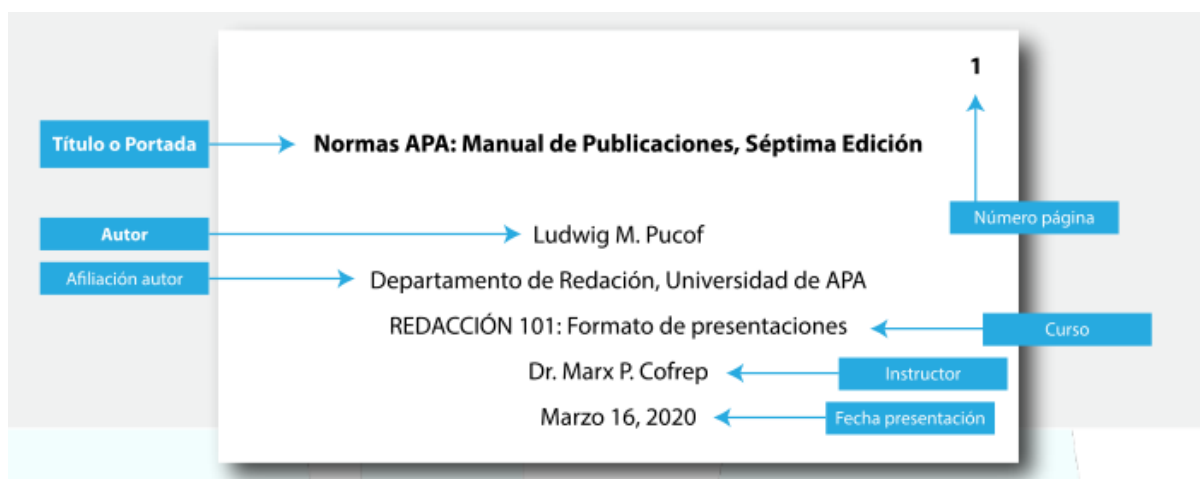 1
Título o Portada
Normas APA: Manual de Publicaciones, Séptima Edición
Número página
Autor
Ludwig M. Pucof
Afiliación autor
Departamento de Redación, Universidad de APA
REDACCIÓN 101: Formato de presentaciones
Curso
Dr. Marx P. Cofrep
Instructor
Marzo 16, 2020
Fecha presentación